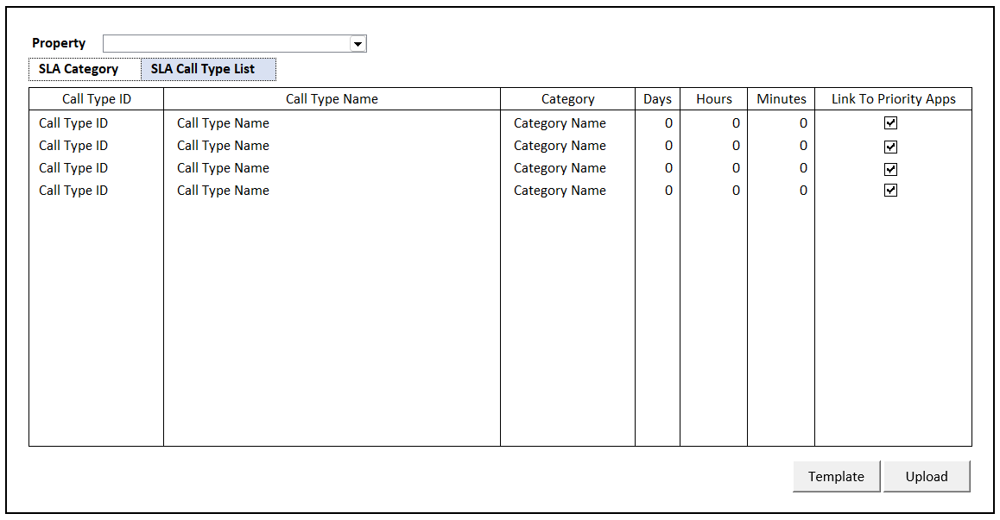 Property
SLA Category SLA Call Type List
Call Type ID Call Type Name Category Days Hours Minutes Link To Priority Apps
Call Type ID Call Type Name Category Name 0 0 0
Call Type ID Call Type Name Category Name 0 0 0
Call Type ID Call Type Name Category Name 0 0 0
Call Type ID Call Type Name Category Name 0 0 0
Template Upload